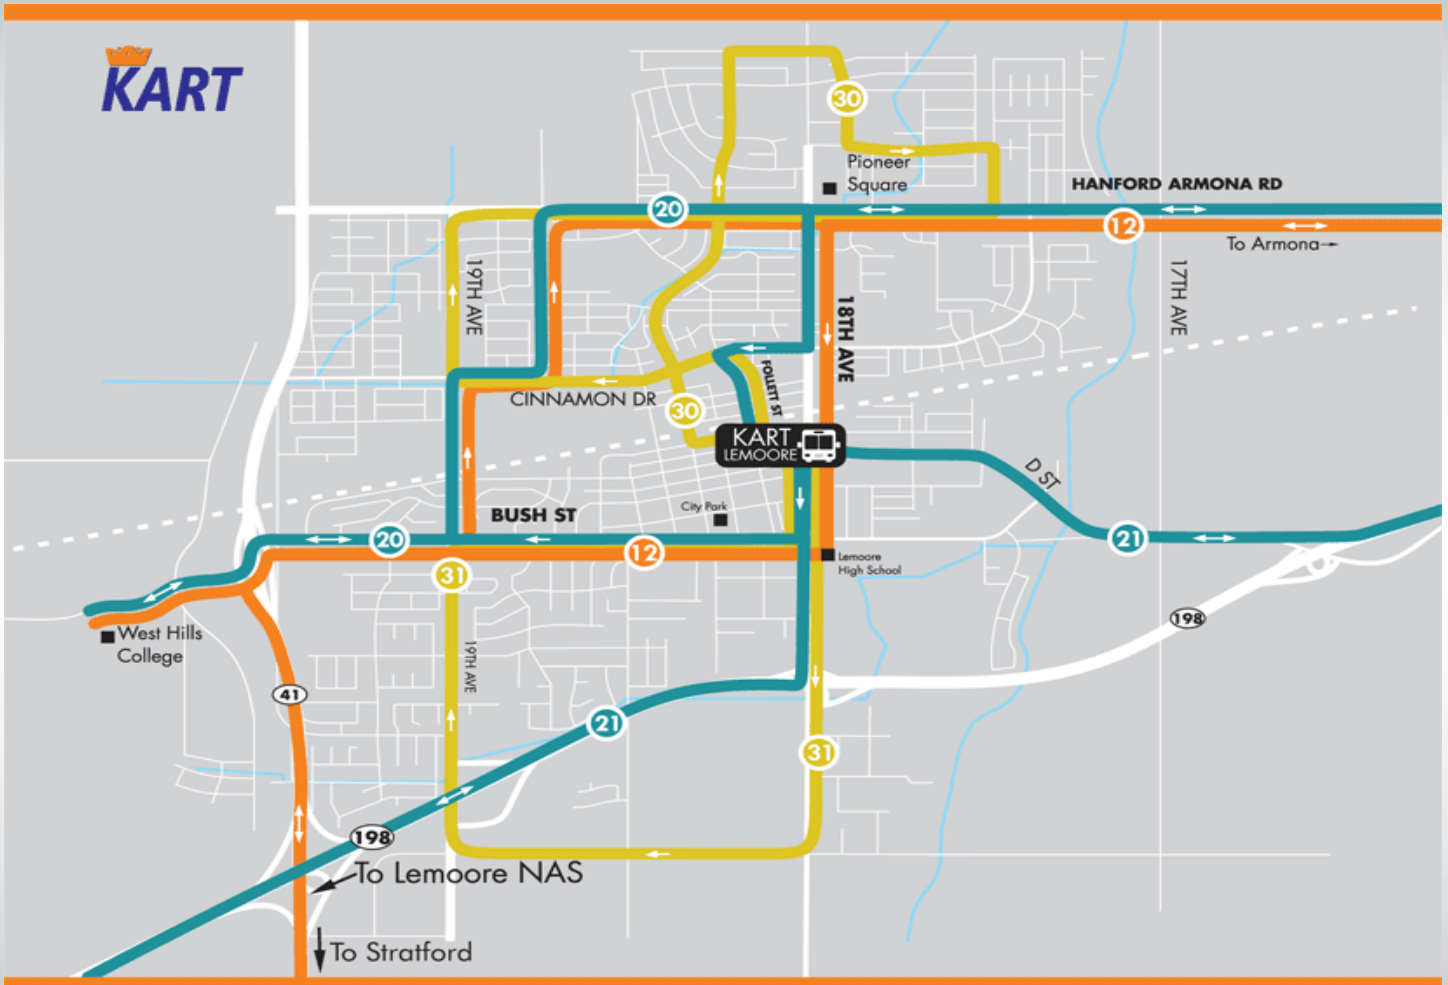 KART
30
Pioneer
Square
HANFORD ARMONA RD
20
12
To Armona
19TH AVE
18TH AVE
17TH AVE
FOLLETT ST
CINNAMON DR
30
KART
LEMOORE
D ST
City Park
BUSH ST
20
12
21
Lemoore
High School
31
198
West Hills
College
19TH AVE
41
21
31
198
To Lemoore NAS
To Stratford